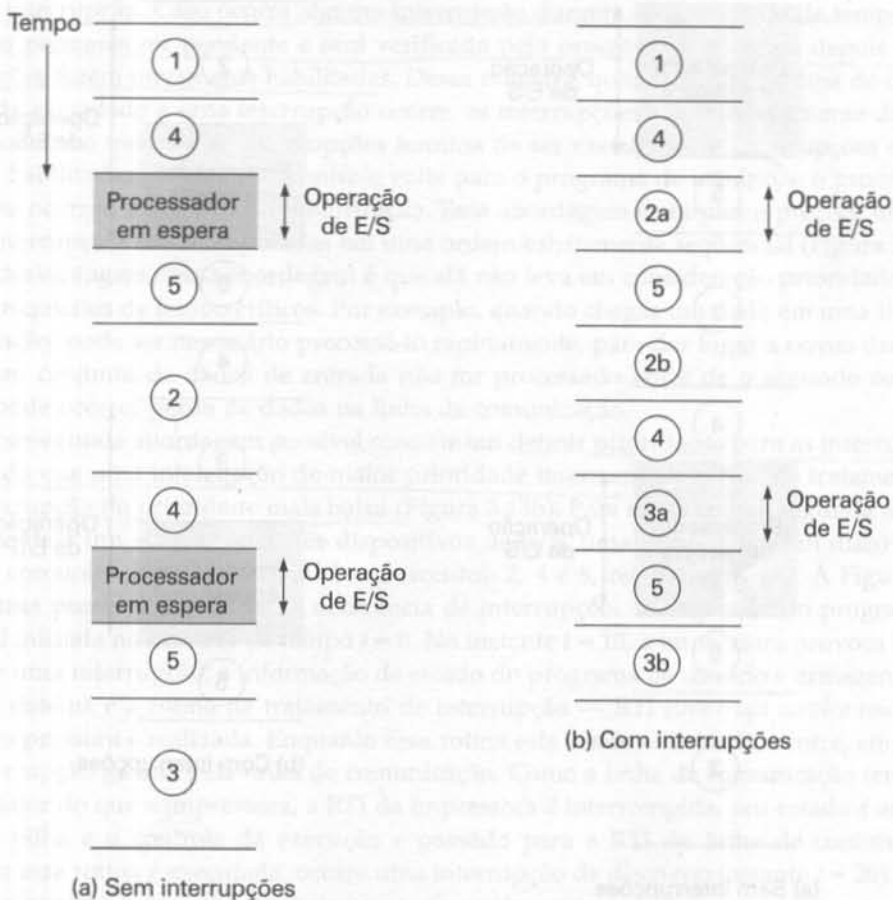 Tempo
1
4
Processador
em espera
Operação
de E/S
5
2
4
Processador
em espera
Operação
de E/S
5
3
(a) Sem interrupções
1
4
2a
Operação
de E/S
5
2b
4
3a
Operação
de E/S
5
3b
(b) Com interrupções